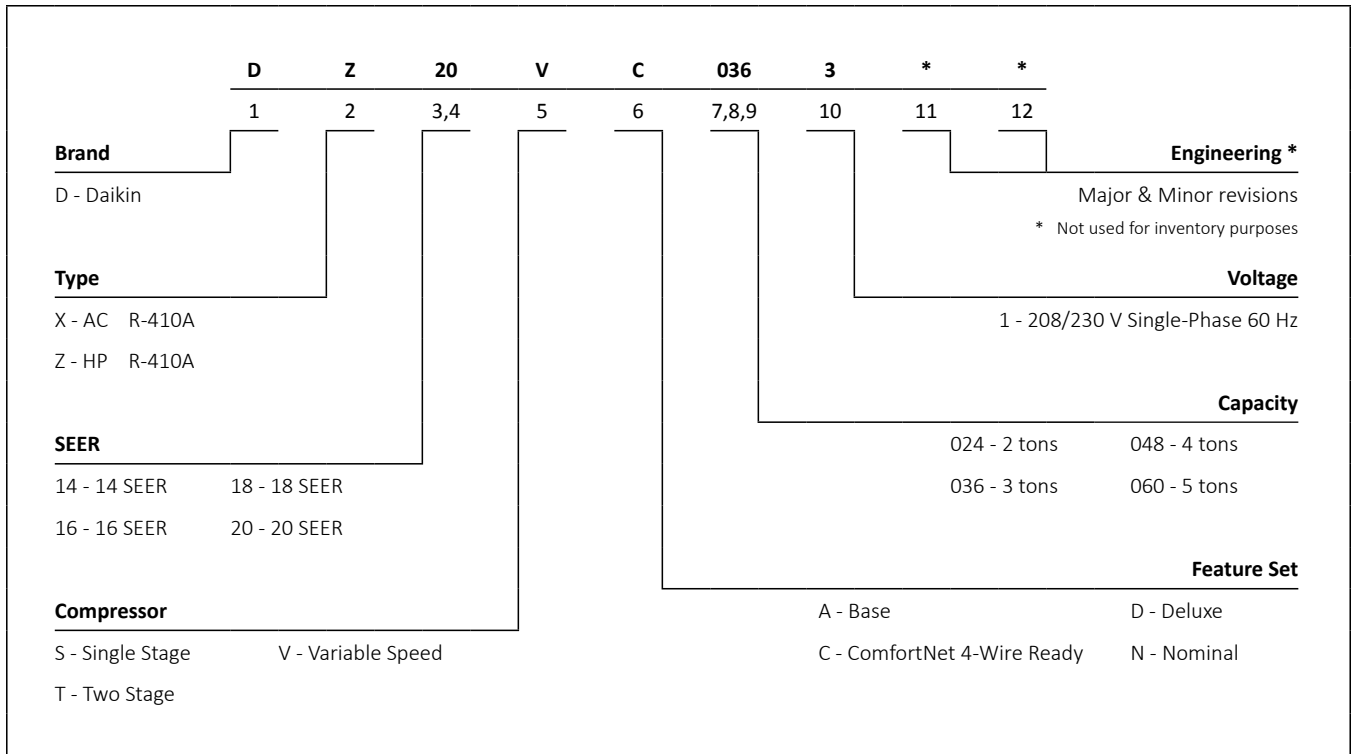 D Z 20 V C 036 3 * *
1 2 3,4 5 6 7,8,9 10 11 12
Brand
D - Daikin
Engineering *
Major & Minor revisions
* Not used for inventory purposes
Type
X - AC R-410A
Z - HP R-410A
Voltage
1 - 208/230 V Single-Phase 60 Hz
Capacity
024 - 2 tons 048 - 4 tons
036 - 3 tons 060 - 5 tons
SEER
14 - 14 SEER 18 - 18 SEER
16 - 16 SEER 20 - 20 SEER
Feature Set
A - Base D - Deluxe
C - ComfortNet 4-Wire Ready N - Nominal
Compressor
S - Single Stage V - Variable Speed
T - Two Stage